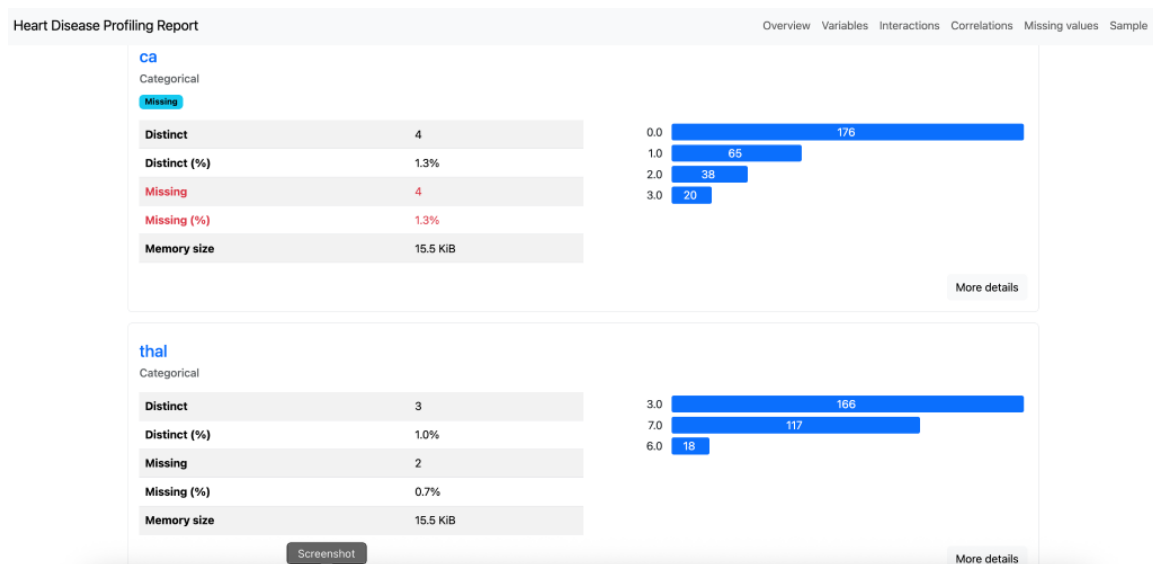 Heart Disease Profiling Report Overview Variables Interactions Correlations Missing values Sample
ca
Categorical
Missing
Distinct 4
Distinct (%) 1.3%
Missing 4
Missing (%) 1.3%
Memory size 15.5 KiB
0.0 176
1.0 65
2.0 38
3.0 20
More details
thal
Categorical
Distinct 3
Distinct (%) 1.0%
Missing 2
Missing (%) 0.7%
Memory size 15.5 KiB
3.0 166
7.0 117
6.0 18
Screenshot
More details